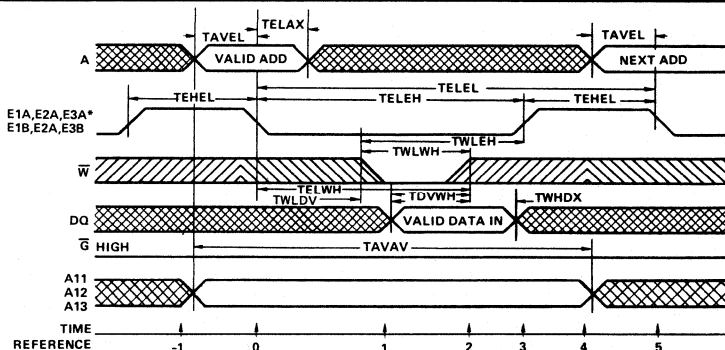 TELAX
TAVEL
TAVEL
A
VALID ADD
NEXT ADD
TELEL
TEHEL
TELEH
TEHEL
E1A,E2A,E3A*
E1B,E2A,E3B
TWLEH
TWLWH
W
TELWH
TWLDV
TDVWH
TWHDX
DQ
VALID DATA IN
G HIGH
TAVAV
A11
A12
A13
TIME
REFERENCE
-1 0 1 2 3 4 5